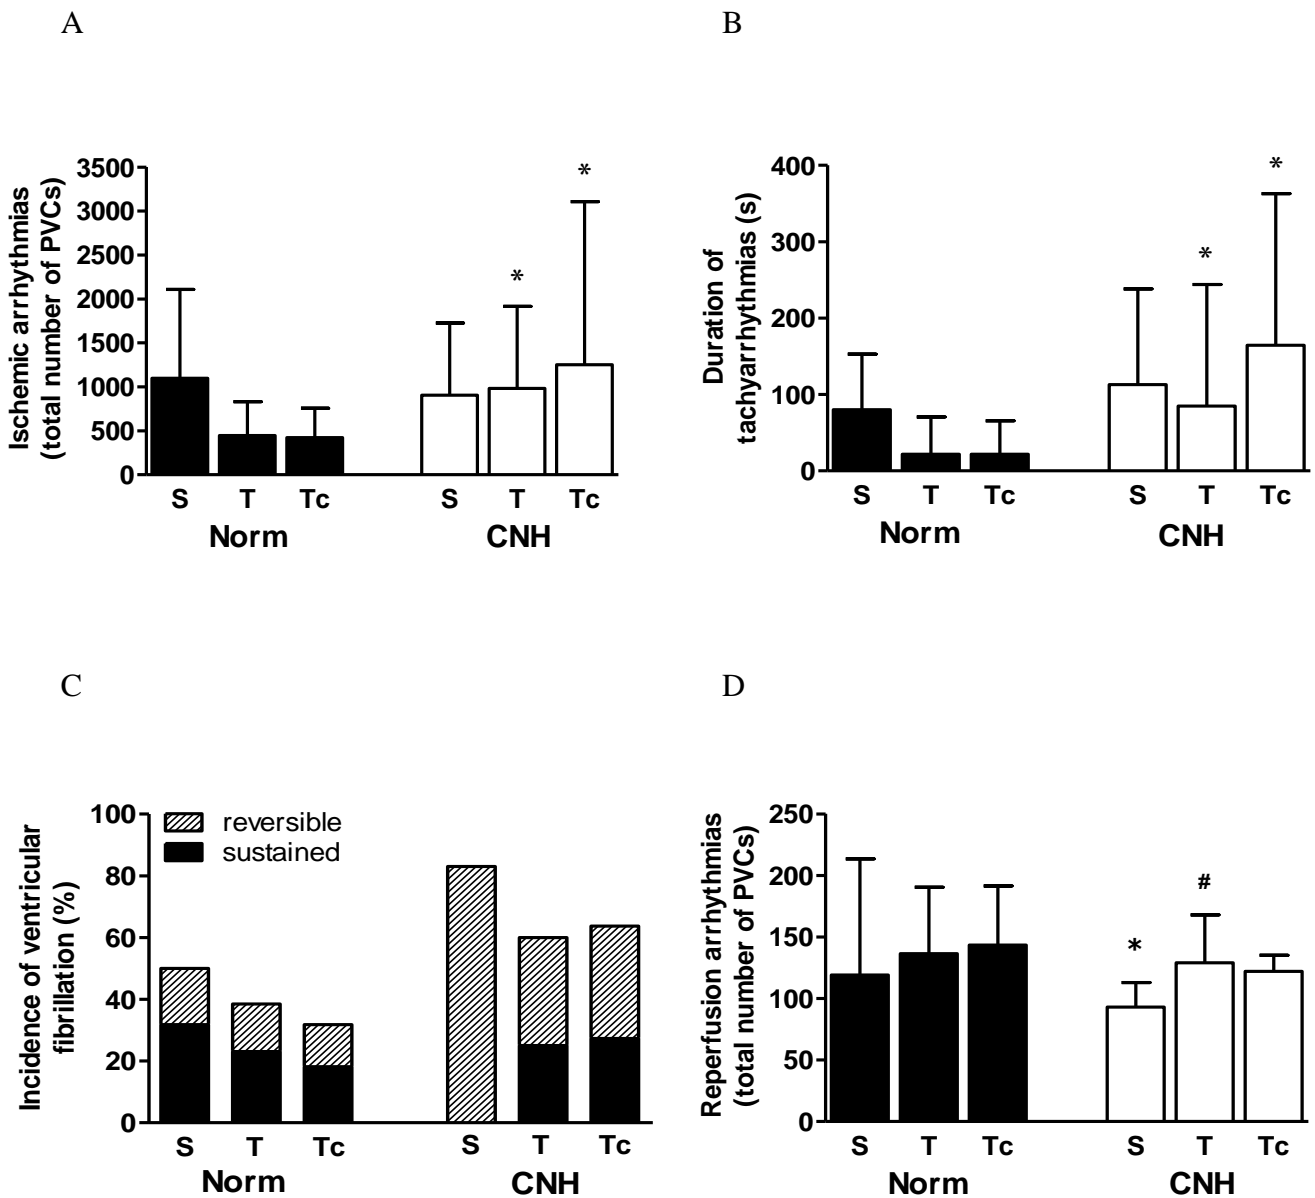 A
Ischemic arrhythmias
(total number of PVCs)
3500
3000
2500
2000
1500
1000
500
0
*
*
S T Tc S T Tc
Norm CNH
B
Duration of
tachyarrhythmias (s)
400
300
200
100
0
*
*
S T Tc S T Tc
Norm CNH
C
Incidence of ventricular
fibrillation (%)
100
80
60
40
20
0
reversible
sustained
S T Tc S T Tc
Norm CNH
D
Reperfusion arrhythmias
(total number of PVCs)
250
200
150
100
50
0
*
#
S T Tc S T Tc
Norm CNH